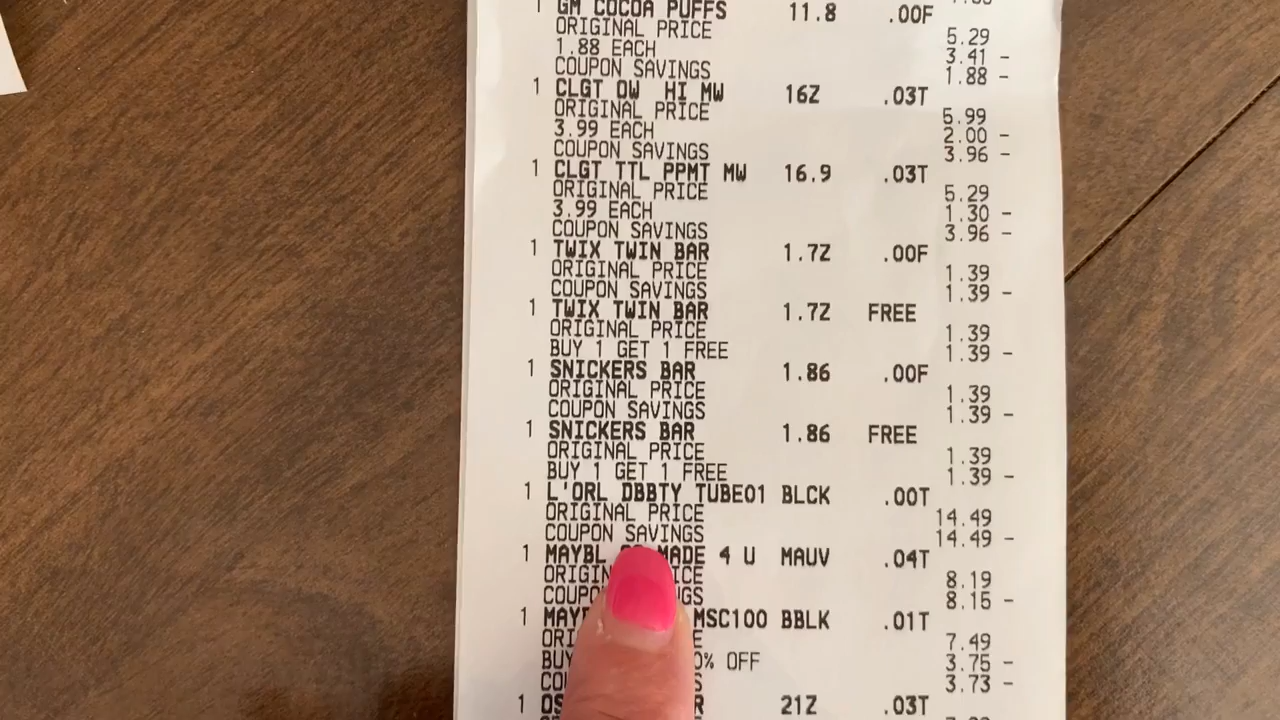 1 GM COCOA PUFFS 11.8 .00F
ORIGINAL PRICE 5.29
1.88 EACH 3.41 -
COUPON SAVINGS 1.88 -
1 CLGT OW HI MW 16Z .03T
ORIGINAL PRICE 5.99
3.99 EACH 2.00 -
COUPON SAVINGS 3.96 -
1 CLGT TTL PPMT MW 16.9 .03T
ORIGINAL PRICE 5.29
3.99 EACH 1.30 -
COUPON SAVINGS 3.96 -
1 TWIX TWIN BAR 1.7Z .00F
ORIGINAL PRICE 1.39
COUPON SAVINGS 1.39 -
1 TWIX TWIN BAR 1.7Z FREE
ORIGINAL PRICE 1.39
BUY 1 GET 1 FREE 1.39 -
1 SNICKERS BAR 1.86 .00F
ORIGINAL PRICE 1.39
COUPON SAVINGS 1.39 -
1 SNICKERS BAR 1.86 FREE
ORIGINAL PRICE 1.39
BUY 1 GET 1 FREE 1.39 -
1 L'ORL DBBTY TUBE01 BLCK .00T
ORIGINAL PRICE 14.49
COUPON SAVINGS 14.49 -
1 MAYBL MADE 4 U MAUV .04T
8.19
8.15 -
1 MSC100 BBLK .01T
7.49
BUY % OFF 3.75 -
3.73 -
1 21Z .03T